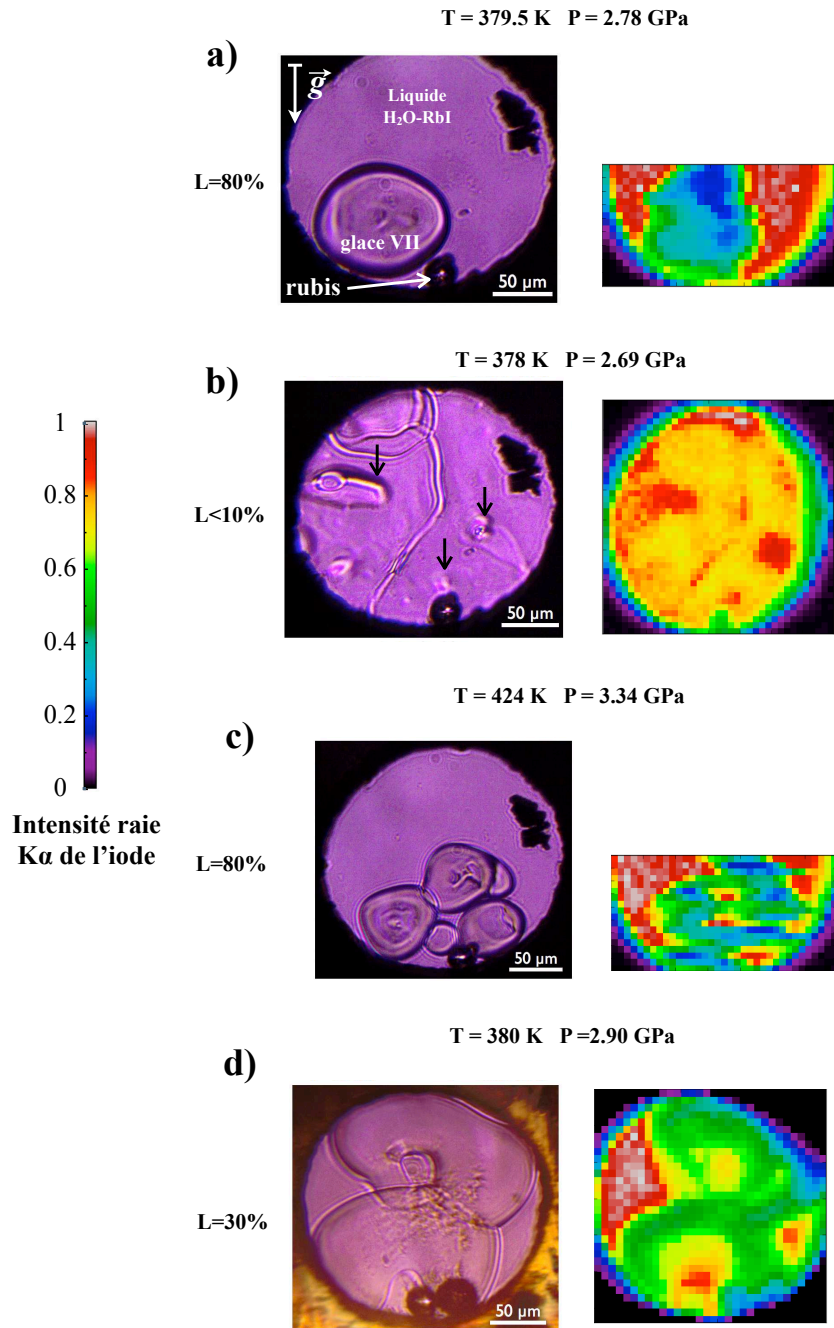 T = 379.5 K P = 2.78 GPa
a)
g
Liquide
H₂O-RbI
L=80%
glace VII
rubis
50 µm
T = 378 K P = 2.69 GPa
b)
L<10%
50 µm
1
0.8
0.6
0.4
0.2
0
Intensité raie
Kα de l’iode
T = 424 K P = 3.34 GPa
c)
L=80%
50 µm
T = 380 K P =2.90 GPa
d)
L=30%
50 µm